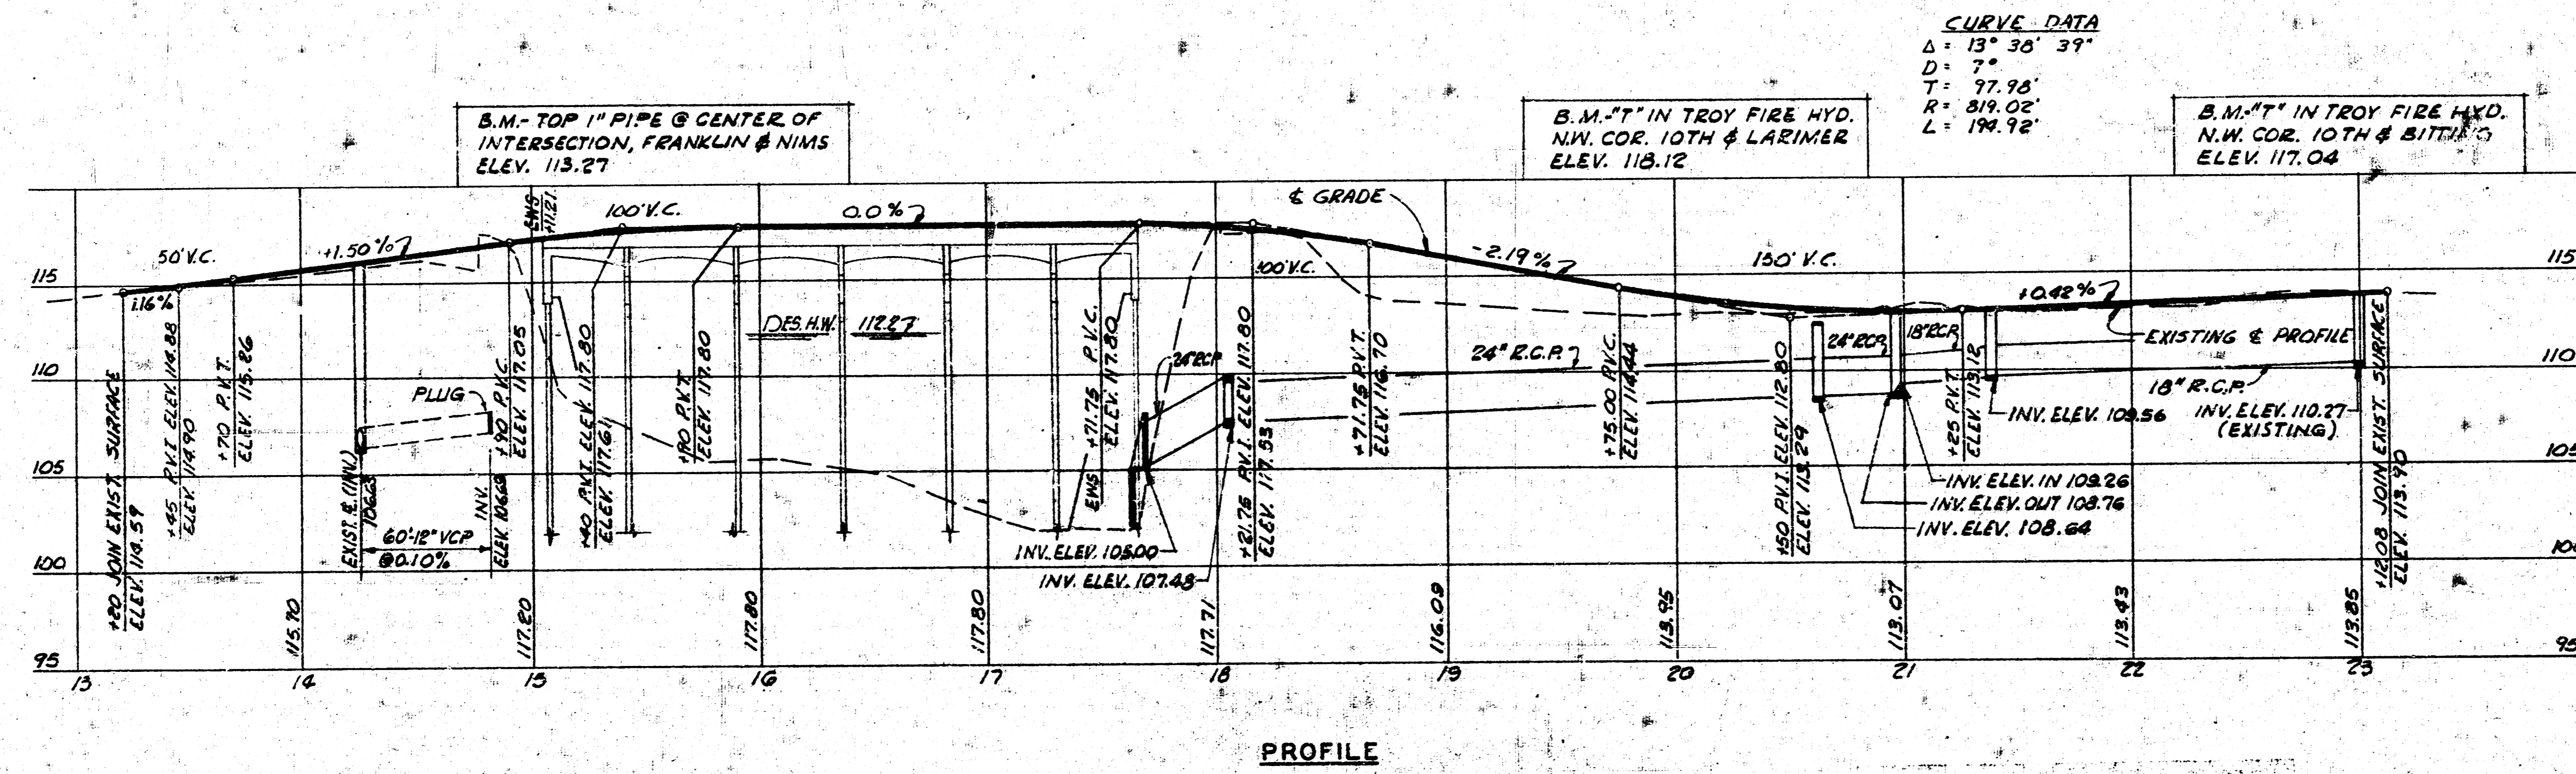 CURVE DATA
Δ = 13° 38' 39"
D = 7°
T = 97.98'
R = 819.02'
L = 194.92'
B.M.- TOP 1" PIPE @ CENTER OF
INTERSECTION, FRANKLIN & NIMS
ELEV. 113.27
B.M.-"T" IN TROY FIRE HYD.
N.W. COR. 10TH & LARIMER
ELEV. 118.12
B.M.-"T" IN TROY FIRE HYD.
N.W. COR. 10TH & BITTING
ELEV. 117.04
50' V.C.
+1.50%
EWS
111.21
100' V.C.
0.0%
℄ GRADE
100' V.C.
-2.19%
150' V.C.
+0.42%
1.16%
115
115
110
110
105
105
100
100
95
95
DES. H.W. 112.27
PLUG
24" RCP
24" R.C.P.
24" RCP
18" RCP
EXISTING ℄ PROFILE
18" R.C.P.
INV. ELEV. 109.56
INV. ELEV. 110.27
(EXISTING)
INV. ELEV. IN 109.26
INV. ELEV. OUT 108.76
INV. ELEV. 108.64
INV. ELEV. 105.00
INV. ELEV. 107.48
60'-12" VCP
@0.10%
+20 JOIN EXIST. SURFACE
ELEV. 114.59
+45 P.V.I. ELEV. 114.88
ELEV. 114.90
+70 P.V.T.
ELEV. 115.26
EXIST. ℄ (INV.)
106.63
INV.
ELEV. 106.69
+90 P.V.C.
ELEV. 117.05
+40 P.V.I. ELEV. 117.80
ELEV. 117.61
+90 P.V.T.
ELEV. 117.80
EWS
+71.75 P.V.C.
ELEV. 117.80
+21.75 P.V.I. ELEV. 117.80
ELEV. 117.53
+71.75 P.V.T.
ELEV. 116.70
+75.00 P.V.C.
ELEV. 114.44
+50 P.V.I. ELEV. 112.80
ELEV. 113.29
+25 P.V.T.
ELEV. 113.12
+12.08 JOIN EXIST. SURFACE
ELEV. 113.90
115.70
117.20
117.80
117.80
117.71
116.09
113.95
113.07
113.43
113.85
13
14
15
16
17
18
19
20
21
22
23
PROFILE